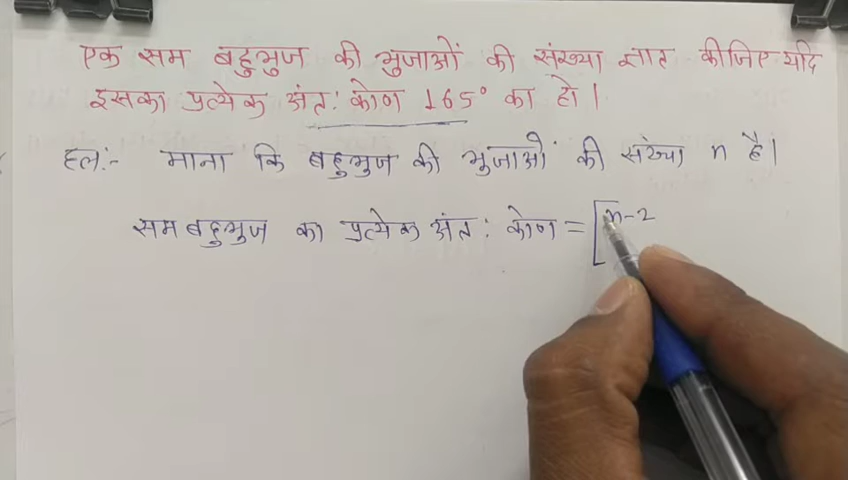 एक सम बहुभुज की भुजाओं की संख्या ज्ञात कीजिए यदि
इसका प्रत्येक अंत: कोण 165° का हो।
हल:- माना कि बहुभुज की भुजाओं की संख्या n है।
सम बहुभुज का प्रत्येक अंत: कोण = [n-2